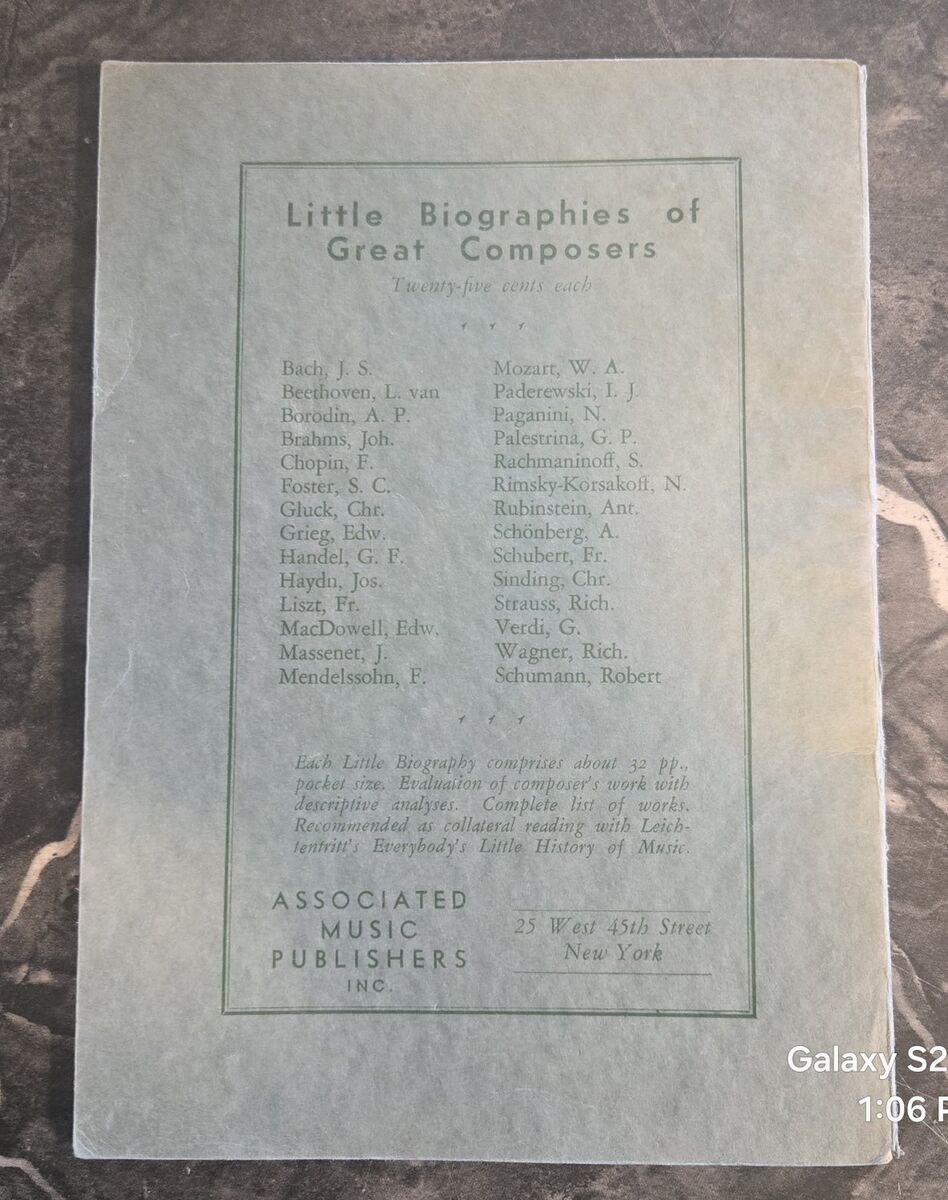 Little Biographies of
Great Composers
Twenty-five cents each
Bach, J. S.
Beethoven, L. van
Borodin, A. P.
Brahms, Joh.
Chopin, F.
Foster, S. C.
Gluck, Chr.
Grieg, Edw.
Handel, G. F.
Haydn, Jos.
Liszt, Fr.
MacDowell, Edw.
Massenet, J.
Mendelssohn, F.
Mozart, W. A.
Paderewski, I. J.
Paganini, N.
Palestrina, G. P.
Rachmaninoff, S.
Rimsky-Korsakoff, N.
Rubinstein, Ant.
Schönberg, A.
Schubert, Fr.
Sinding, Chr.
Strauss, Rich.
Verdi, G.
Wagner, Rich.
Schumann, Robert
Each Little Biography comprises about 32 pp.,
pocket size. Evaluation of composer's work with
descriptive analyses. Complete list of works.
Recommended as collateral reading with Leich-
tentritt's Everybody's Little History of Music.
ASSOCIATED
MUSIC
PUBLISHERS
INC.
25 West 45th Street
New York
Galaxy S2
1:06 P